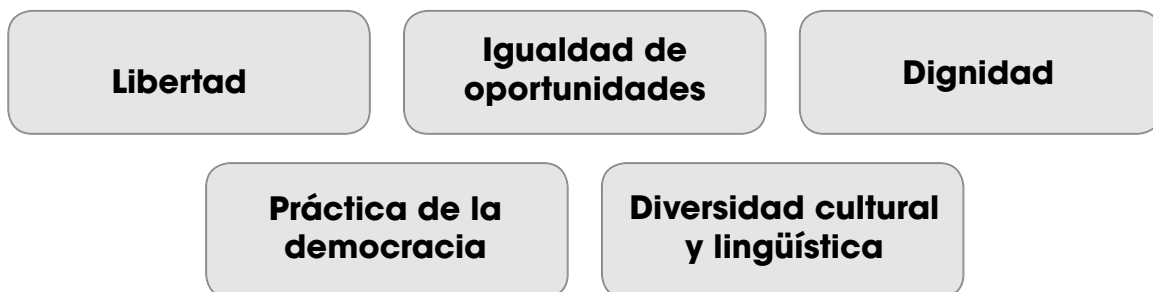 Libertad
Igualdad de
oportunidades
Dignidad
Práctica de la
democracia
Diversidad cultural
y lingüística